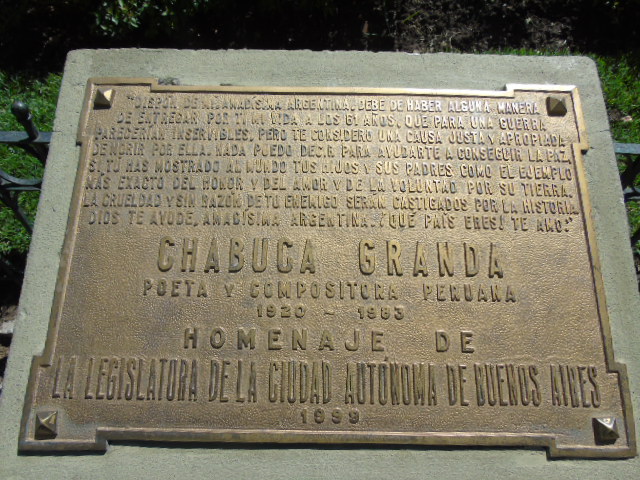 "DISPÓN DE MÍ AMADÍSIMA ARGENTINA, DEBE DE HABER ALGUNA MANERA
DE ENTREGAR POR TI MI VIDA A LOS 61 AÑOS, QUE PARA UNA GUERRA
PARECERÍAN INSERVIBLES, PERO TE CONSIDERO UNA CAUSA JUSTA Y APROPIADA
DE MORIR POR ELLA. NADA PUEDO DECIR PARA AYUDARTE A CONSEGUIR LA PAZ,
SI TÚ HAS MOSTRADO AL MUNDO TUS HIJOS Y SUS PADRES COMO EL EJEMPLO
MÁS EXACTO DEL HONOR Y DEL AMOR Y DE LA VOLUNTAD POR SU TIERRA.
LA CRUELDAD Y SIN RAZÓN DE TU ENEMIGO SERÁN CASTIGADOS POR LA HISTORIA
DIOS TE AYUDE, AMADÍSIMA ARGENTINA. ¡QUÉ PAÍS ERES! TE AMO:"
CHABUCA GRANDA
POETA Y COMPOSITORA PERUANA
1920 - 1983
HOMENAJE DE
LA LEGISLATURA DE LA CIUDAD AUTÓNOMA DE BUENOS AIRES
1999